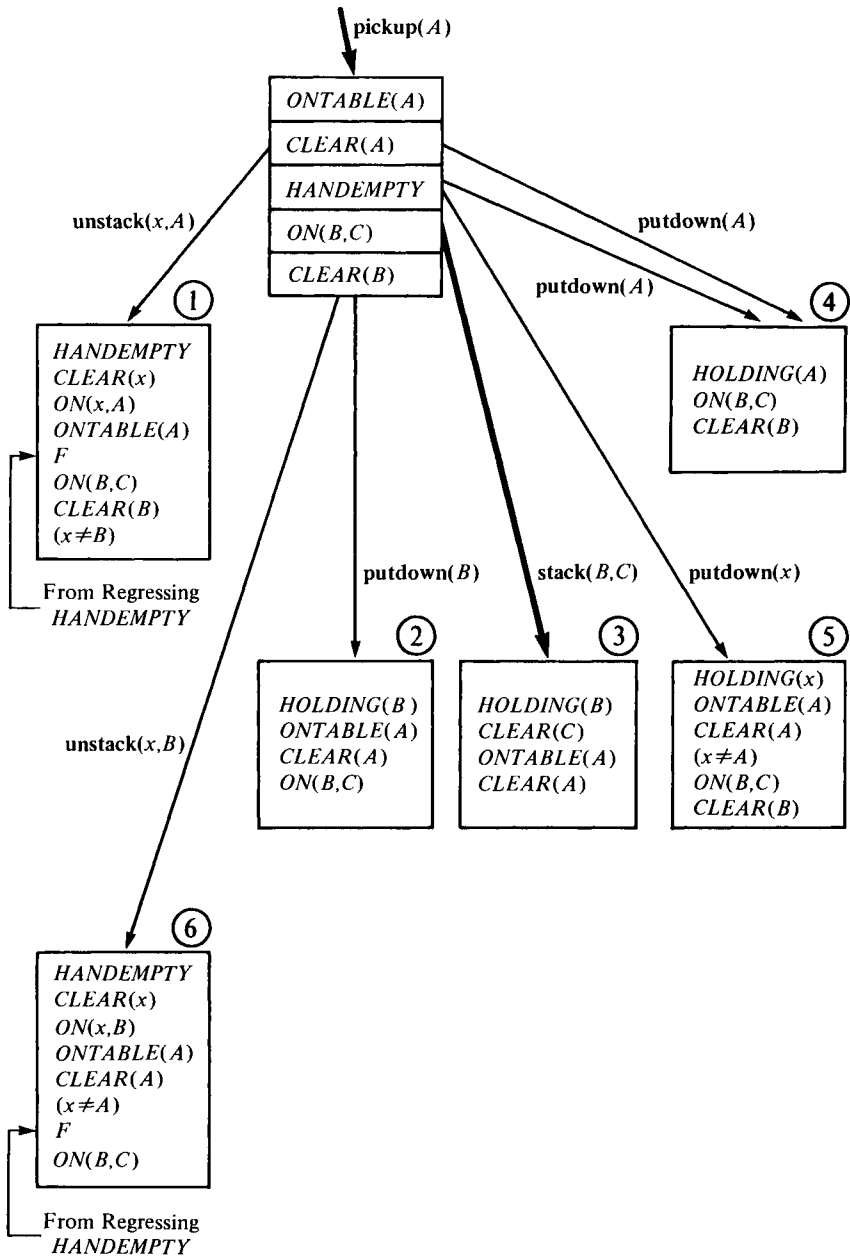 pickup(A)
ONTABLE(A)
CLEAR(A)
HANDEMPTY
ON(B,C)
CLEAR(B)
unstack(x,A)
putdown(A)
putdown(A)
1
HANDEMPTY
CLEAR(x)
ON(x,A)
ONTABLE(A)
F
ON(B,C)
CLEAR(B)
(x≠B)
From Regressing
HANDEMPTY
4
HOLDING(A)
ON(B,C)
CLEAR(B)
putdown(B)
stack(B,C)
putdown(x)
2
HOLDING(B)
ONTABLE(A)
CLEAR(A)
ON(B,C)
3
HOLDING(B)
CLEAR(C)
ONTABLE(A)
CLEAR(A)
5
HOLDING(x)
ONTABLE(A)
CLEAR(A)
(x≠A)
ON(B,C)
CLEAR(B)
unstack(x,B)
6
HANDEMPTY
CLEAR(x)
ON(x,B)
ONTABLE(A)
CLEAR(A)
(x≠A)
F
ON(B,C)
From Regressing
HANDEMPTY